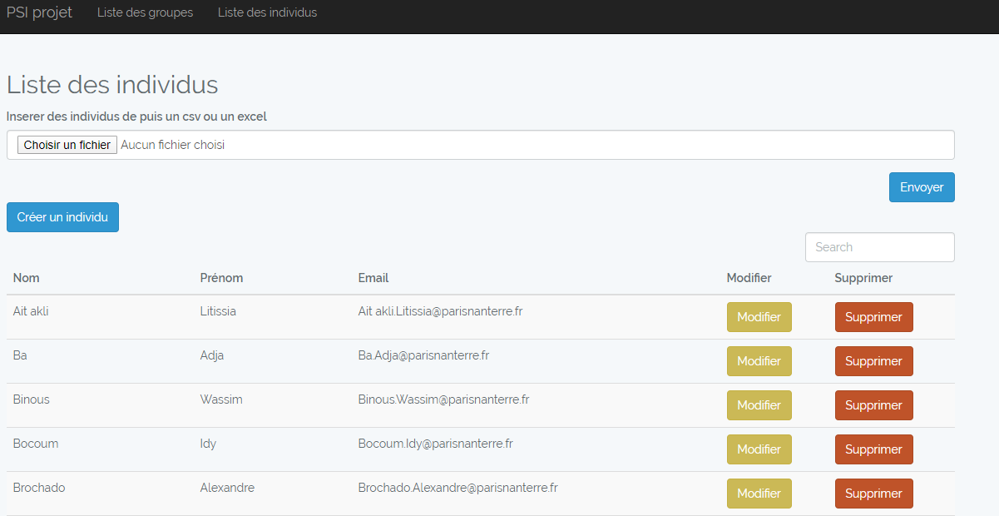 PSI projet Liste des groupes Liste des individus
Liste des individus
Inserer des individus de puis un csv ou un excel
Choisir un fichier Aucun fichier choisi
Envoyer
Créer un individu
Search
Nom Prénom Email Modifier Supprimer
Ait akli Litissia Ait akli.Litissia@parisnanterre.fr Modifier Supprimer
Ba Adja Ba.Adja@parisnanterre.fr Modifier Supprimer
Binous Wassim Binous.Wassim@parisnanterre.fr Modifier Supprimer
Bocoum Idy Bocoum.Idy@parisnanterre.fr Modifier Supprimer
Brochado Alexandre Brochado.Alexandre@parisnanterre.fr Modifier Supprimer